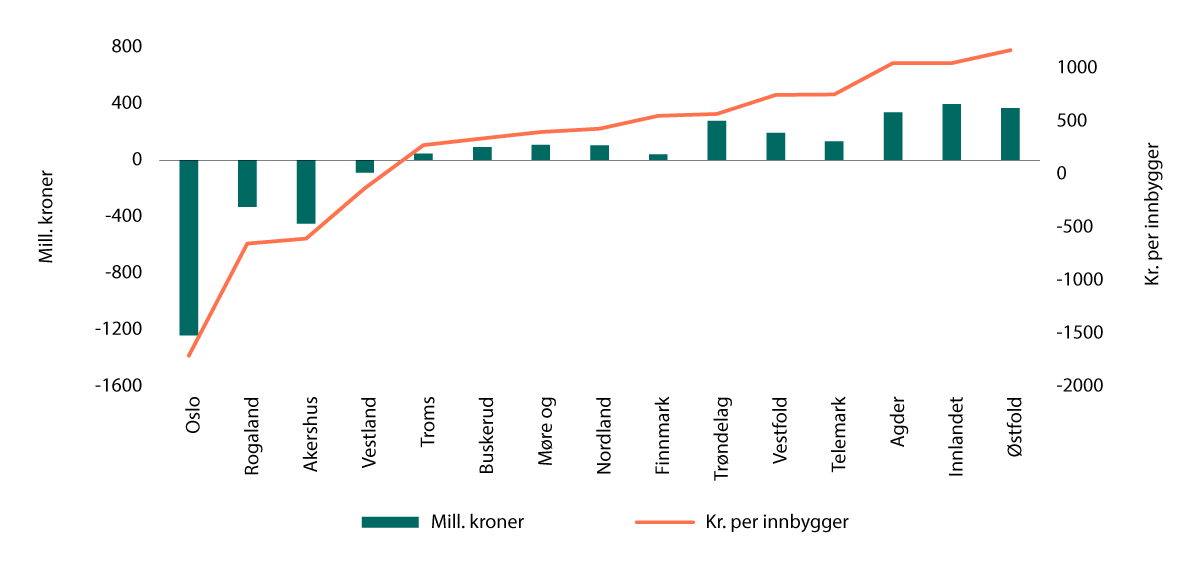 Mill. kroner
800
400
0
-400
-800
-1200
-1600
1000
500
0
-500
-1000
-1500
-2000
Kr. per innbygger
Oslo
Rogaland
Akershus
Vestland
Troms
Buskerud
Møre og
Nordland
Finnmark
Trøndelag
Vestfold
Telemark
Agder
Innlandet
Østfold
Mill. kroner
Kr. per innbygger